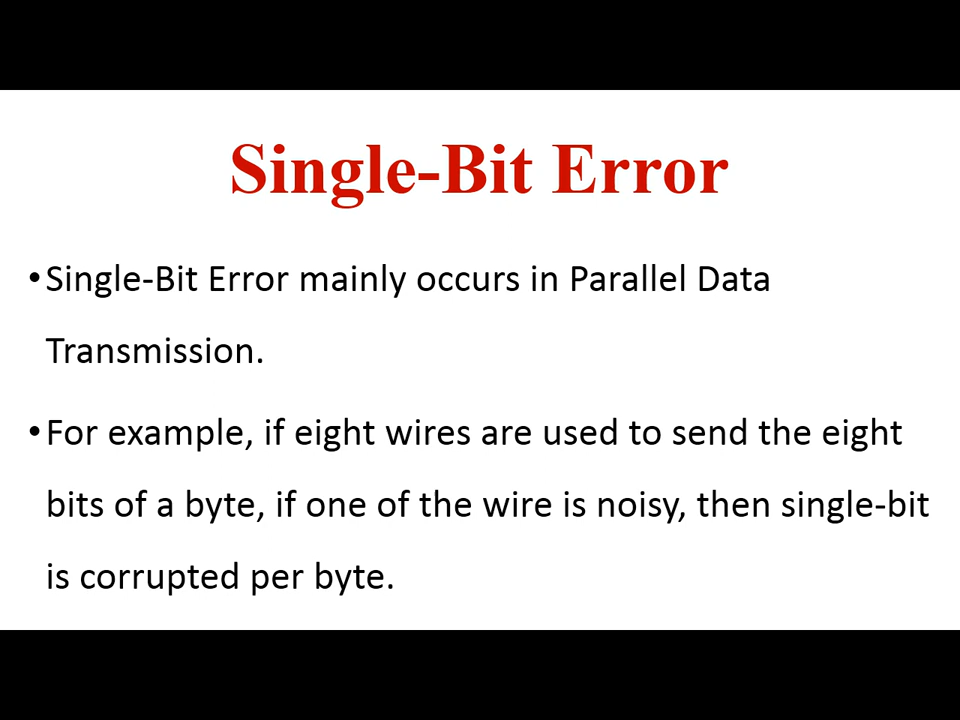 Single-Bit Error
•Single-Bit Error mainly occurs in Parallel Data
Transmission.
•For example, if eight wires are used to send the eight
bits of a byte, if one of the wire is noisy, then single-bit
is corrupted per byte.